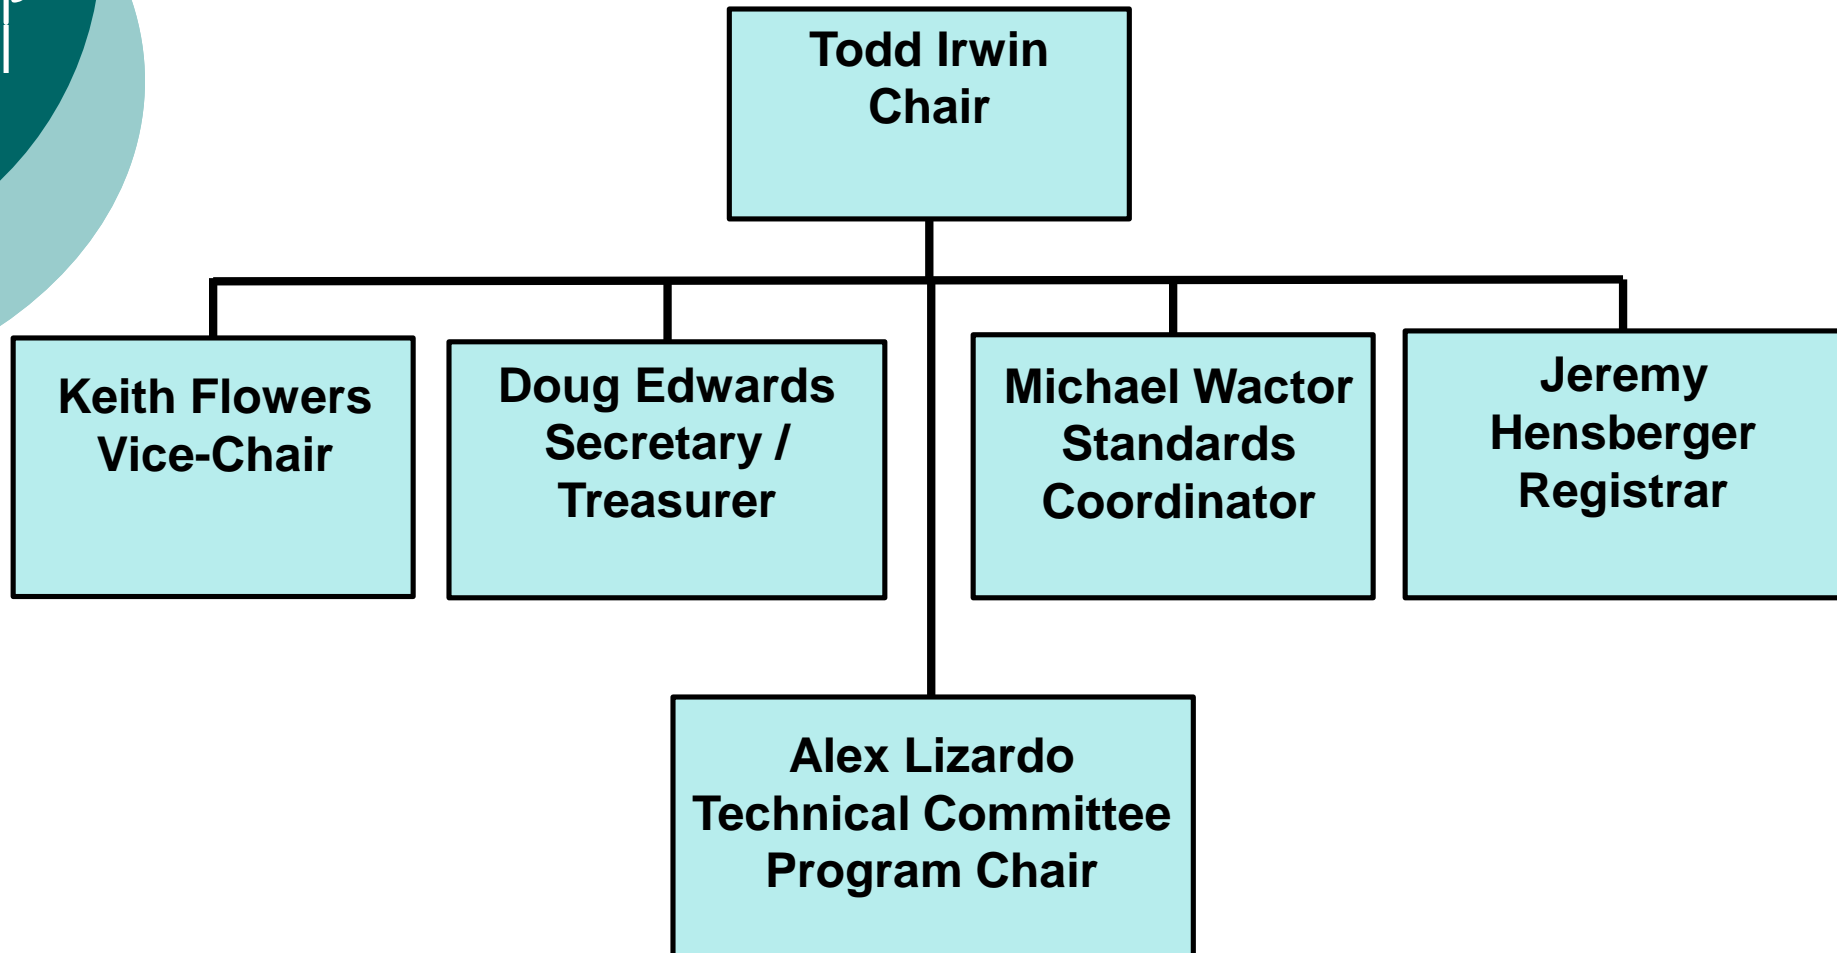 Todd Irwin
Chair
Keith Flowers
Vice-Chair
Doug Edwards
Secretary /
Treasurer
Michael Wactor
Standards
Coordinator
Jeremy
Hensberger
Registrar
Alex Lizardo
Technical Committee
Program Chair